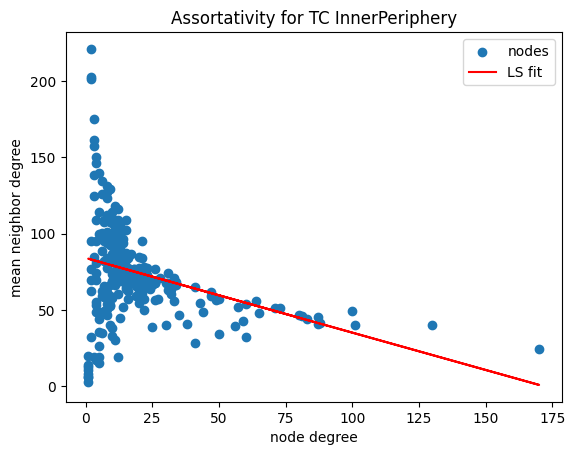 Assortativity for TC InnerPeriphery
nodes
LS fit
mean neighbor degree
200
150
100
50
0
0
25
50
75
100
125
150
175
node degree